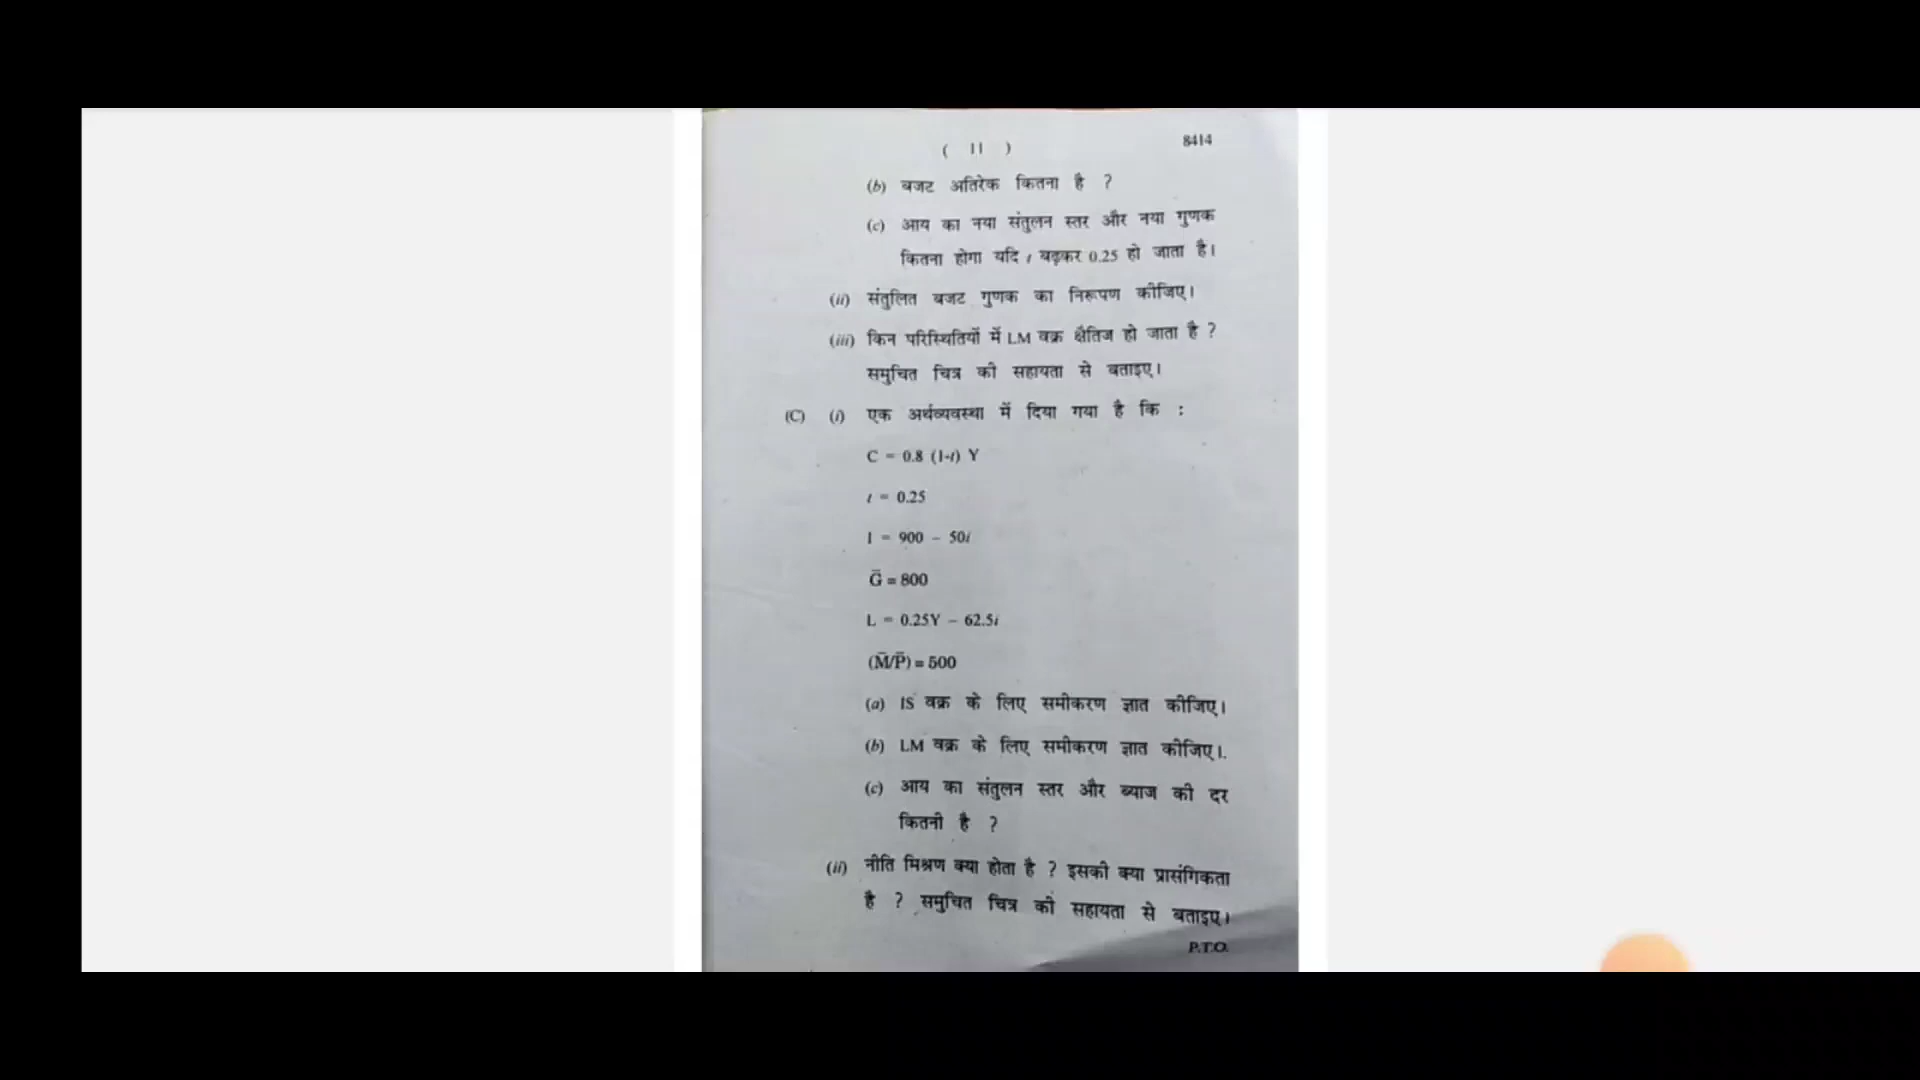 ( 11 )
8414
(b) बजट अतिरेक कितना है ?
(c) आय का नया संतुलन स्तर और नया गुणक
कितना होगा यदि t बढ़कर 0.25 हो जाता है।
(ii) संतुलित बजट गुणक का निरूपण कीजिए।
(iii) किन परिस्थितियों में LM वक्र क्षैतिज हो जाता है ?
समुचित चित्र की सहायता से बताइए।
(C) (i) एक अर्थव्यवस्था में दिया गया है कि :
C = 0.8 (1-t) Y
t = 0.25
I = 900 – 50i
G̅ = 800
L = 0.25Y – 62.5i
(M̅/P̅) = 500
(a) IS वक्र के लिए समीकरण ज्ञात कीजिए।
(b) LM वक्र के लिए समीकरण ज्ञात कीजिए।.
(c) आय का संतुलन स्तर और ब्याज की दर
कितनी है ?
(ii) नीति मिश्रण क्या होता है ? इसकी क्या प्रासंगिकता
है ? समुचित चित्र की सहायता से बताइए।
P.T.O.